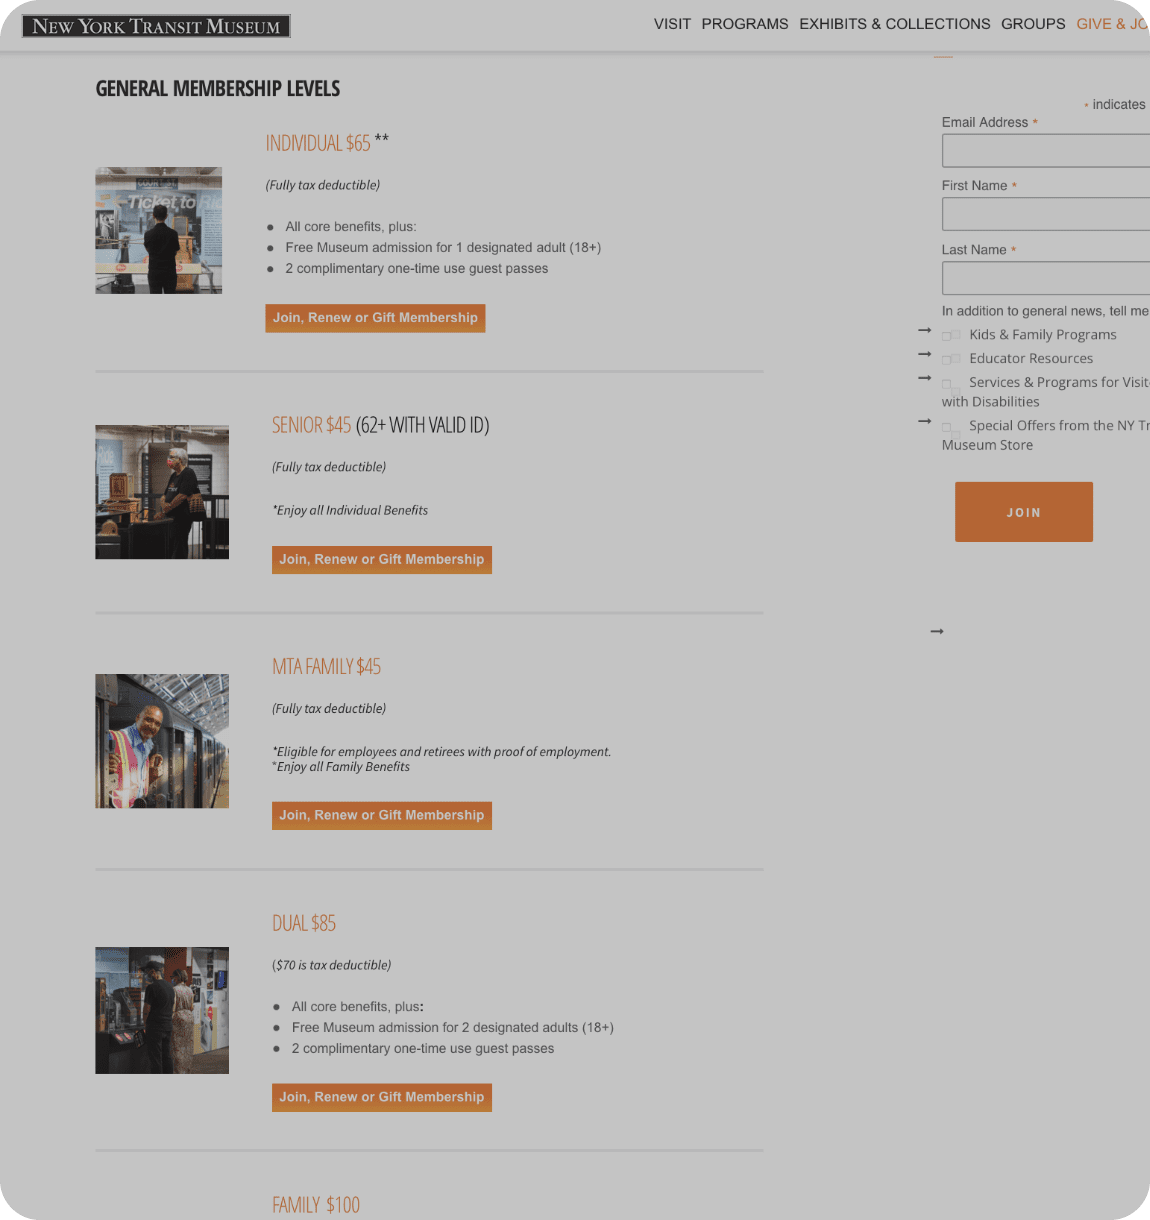 NEW YORK TRANSIT MUSEUM
VISIT PROGRAMS EXHIBITS & COLLECTIONS GROUPS GIVE & JO
GENERAL MEMBERSHIP LEVELS
INDIVIDUAL $65 **
(Fully tax deductible)
● All core benefits, plus:
● Free Museum admission for 1 designated adult (18+)
● 2 complimentary one-time use guest passes
Join, Renew or Gift Membership
COURT ST.
Ticket to Rid
SENIOR $45 (62+ WITH VALID ID)
(Fully tax deductible)
*Enjoy all Individual Benefits
Join, Renew or Gift Membership
MTA FAMILY $45
(Fully tax deductible)
*Eligible for employees and retirees with proof of employment.
*Enjoy all Family Benefits
Join, Renew or Gift Membership
DUAL $85
($70 is tax deductible)
● All core benefits, plus:
● Free Museum admission for 2 designated adults (18+)
● 2 complimentary one-time use guest passes
Join, Renew or Gift Membership
FAMILY $100
* indicates
Email Address *
First Name *
Last Name *
In addition to general news, tell me
→ Kids & Family Programs
→ Educator Resources
→ Services & Programs for Visit
with Disabilities
→ Special Offers from the NY Tr
Museum Store
JOIN
→